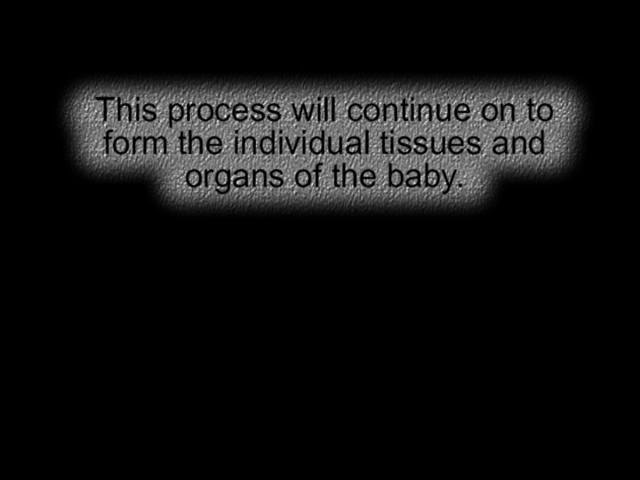 This process will continue on to
form the individual tissues and
organs of the baby.